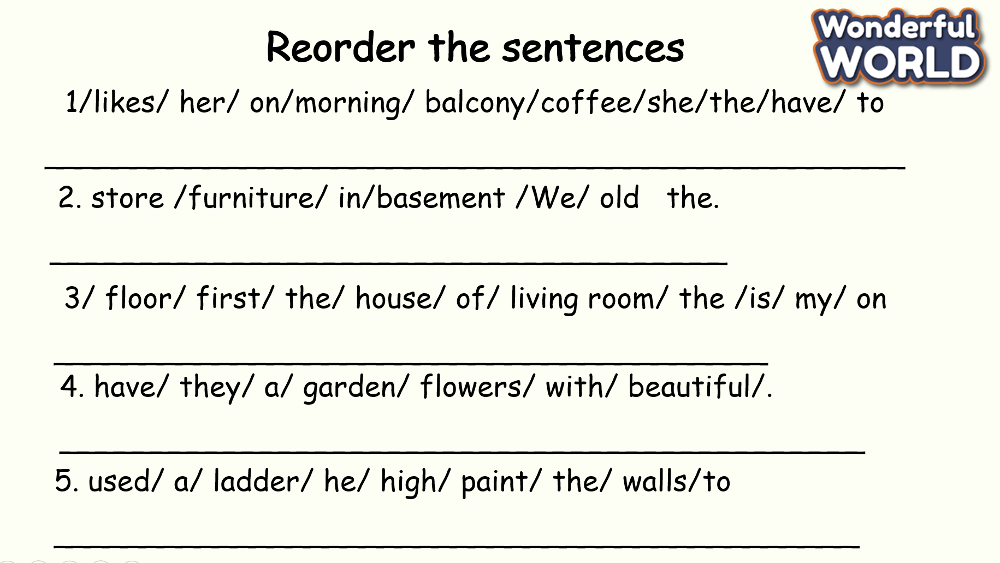 Wonderful
WORLD
Reorder the sentences
1/likes/ her/ on/morning/ balcony/coffee/she/the/have/ to
2. store /furniture/ in/basement /We/ old the.
3/ floor/ first/ the/ house/ of/ living room/ the /is/ my/ on
4. have/ they/ a/ garden/ flowers/ with/ beautiful/.
5. used/ a/ ladder/ he/ high/ paint/ the/ walls/to